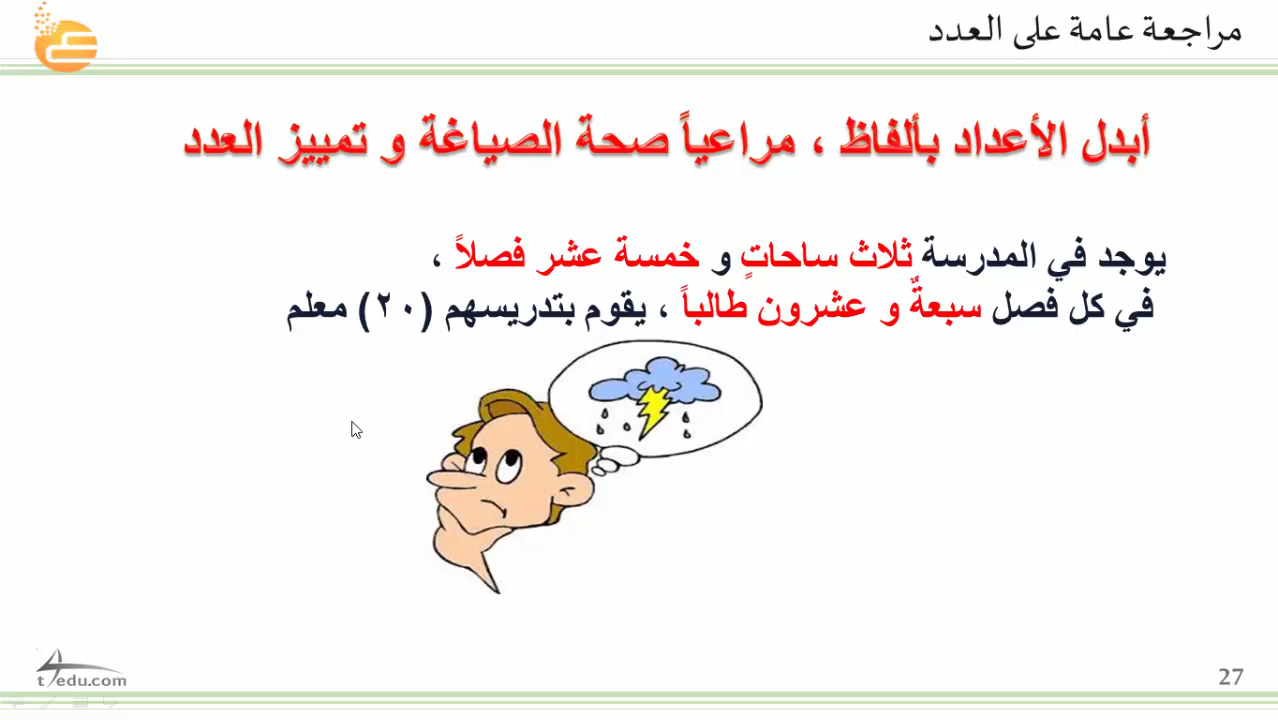 مراجعة عامة على العدد
أبدل الأعداد بألفاظ ، مراعياً صحة الصياغة و تمييز العدد
يوجد في المدرسة ثلاث ساحاتٍ و خمسة عشر فصلاً ،
في كل فصل سبعةٌ و عشرون طالباً ، يقوم بتدريسهم (٢٠) معلم
t4edu.com
27